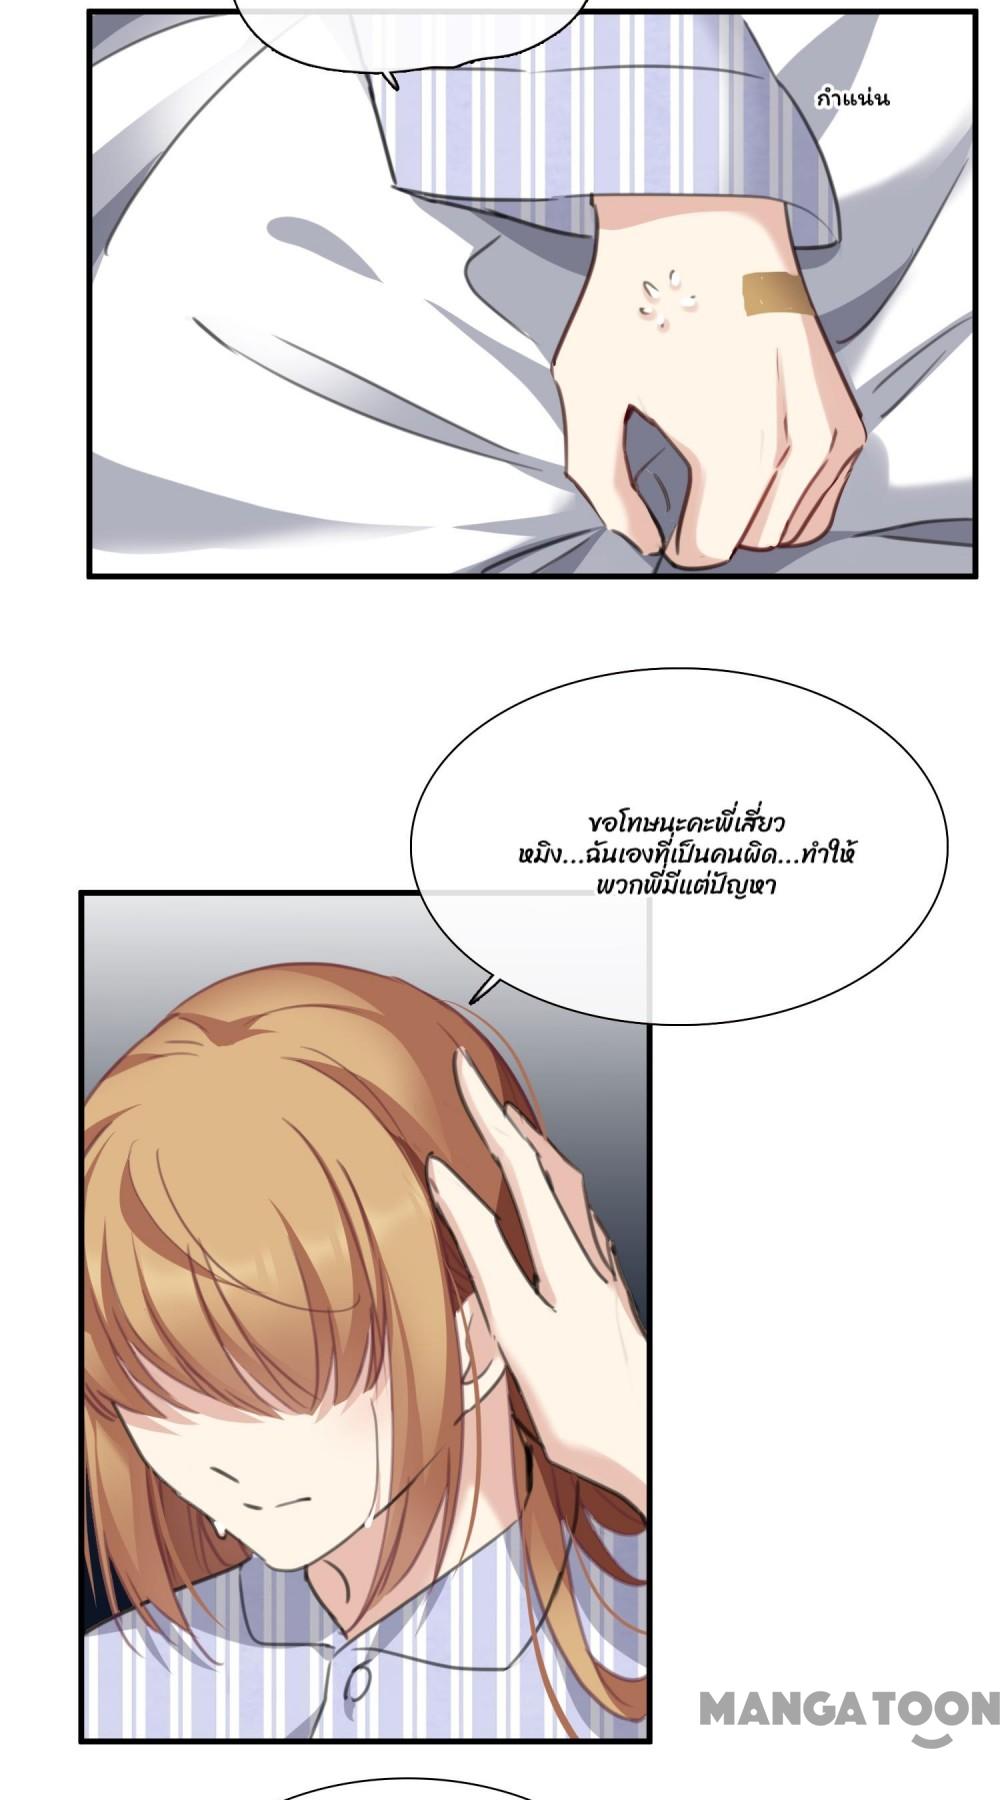 กำแน่น
ขอโทษนะคะพี่เสี่ยว
หมิง...ฉันเองที่เป็นคนผิด...ทำให้
พวกพี่มีแต่ปัญหา
MANGATOON